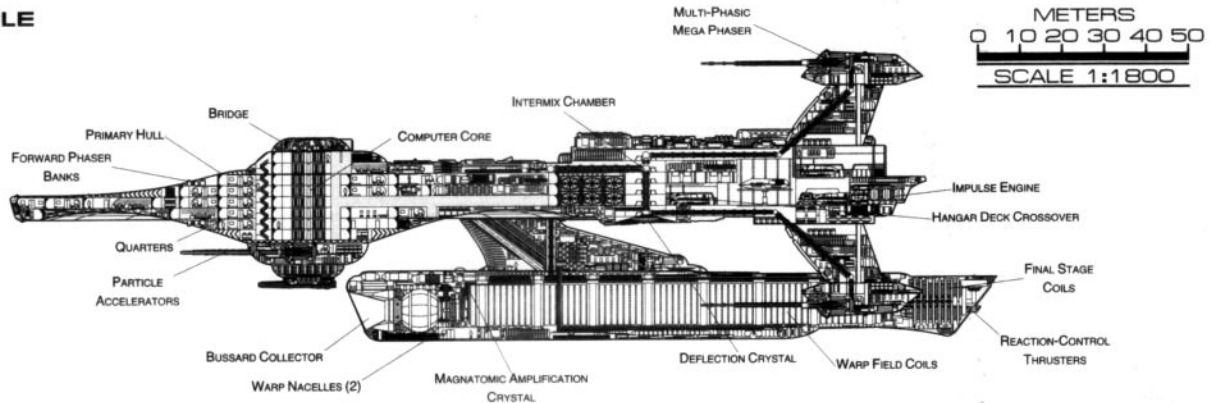 LE
MULTI-PHASIC
MEGA PHASER
METERS
0 10 20 30 40 50
SCALE 1:1800
INTERMIX CHAMBER
BRIDGE
COMPUTER CORE
PRIMARY HULL
FORWARD PHASER
BANKS
IMPULSE ENGINE
HANGAR DECK CROSSOVER
QUARTERS
PARTICLE
ACCELERATORS
FINAL STAGE
COILS
BUSSARD COLLECTOR
DEFLECTION CRYSTAL
WARP FIELD COILS
REACTION-CONTROL
THRUSTERS
WARP NACELLES (2)
MAGNATOMIC AMPLIFICATION
CRYSTAL